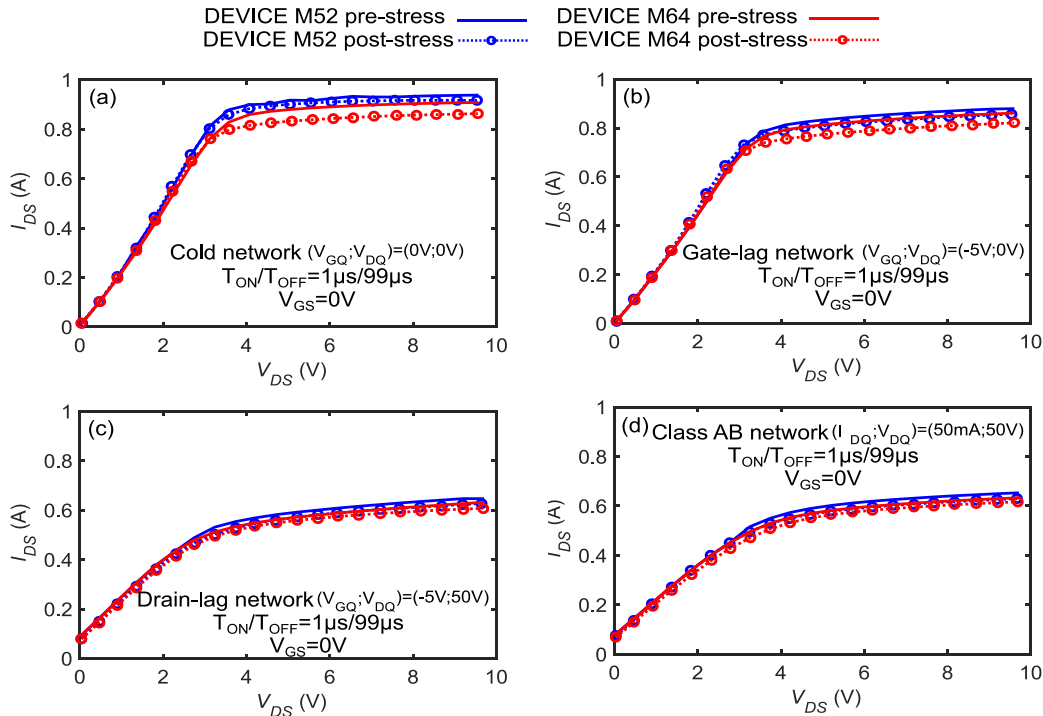 DEVICE M52 pre-stress DEVICE M64 pre-stress
DEVICE M52 post-stress DEVICE M64 post-stress
(a)
1
0.8
0.6
0.4
0.2
0
I_DS (A)
Cold network (V_GQ;V_DQ)=(0V;0V)
T_ON/T_OFF=1µs/99µs
V_GS=0V
0 2 4 6 8 10
V_DS (V)
(b)
1
0.8
0.6
0.4
0.2
0
I_DS (A)
Gate-lag network (V_GQ;V_DQ)=(-5V;0V)
T_ON/T_OFF=1µs/99µs
V_GS=0V
0 2 4 6 8 10
V_DS (V)
(c)
1
0.8
0.6
0.4
0.2
0
I_DS (A)
Drain-lag network (V_GQ;V_DQ)=(-5V;50V)
T_ON/T_OFF=1µs/99µs
V_GS=0V
0 2 4 6 8 10
V_DS (V)
(d)
1
0.8
0.6
0.4
0.2
0
I_DS (A)
Class AB network (I_DQ;V_DQ)=(50mA;50V)
T_ON/T_OFF=1µs/99µs
V_GS=0V
0 2 4 6 8 10
V_DS (V)